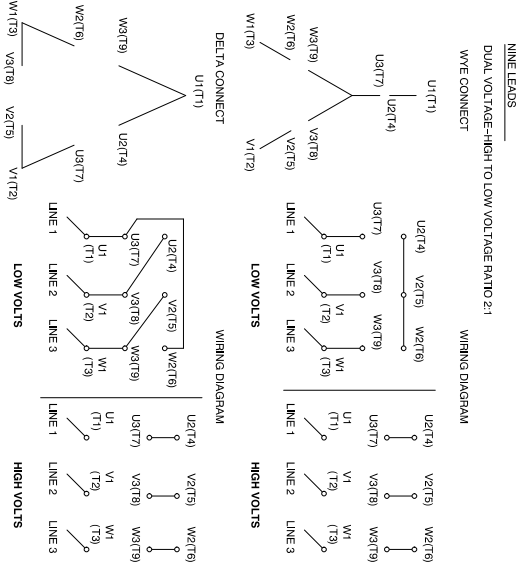 NINE LEADS
DUAL VOLTAGE-HIGH TO LOW VOLTAGE RATIO 2:1
WYE CONNECT
WIRING DIAGRAM
U1(T1)
U2(T4)
U3(T7)
W3(T9)
W2(T6)
W1(T3)
V3(T8)
V2(T5)
V1(T2)
U2(T4) V2(T5) W2(T6)
U3(T7) V3(T8) W3(T9)
U1 V1 W1
(T1) (T2) (T3)
LINE 1 LINE 2 LINE 3
LOW VOLTS
U2(T4) V2(T5) W2(T6)
U3(T7) V3(T8) W3(T9)
U1 V1 W1
(T1) (T2) (T3)
LINE 1 LINE 2 LINE 3
HIGH VOLTS
DELTA CONNECT
WIRING DIAGRAM
U1(T1)
W3(T9)
U2(T4)
W2(T6)
U3(T7)
W1(T3)
V3(T8)
V2(T5)
V1(T2)
U2(T4) V2(T5) W2(T6)
U3(T7) V3(T8) W3(T9)
U1 V1 W1
(T1) (T2) (T3)
LINE 1 LINE 2 LINE 3
LOW VOLTS
U2(T4) V2(T5) W2(T6)
U3(T7) V3(T8) W3(T9)
U1 V1 W1
(T1) (T2) (T3)
LINE 1 LINE 2 LINE 3
HIGH VOLTS